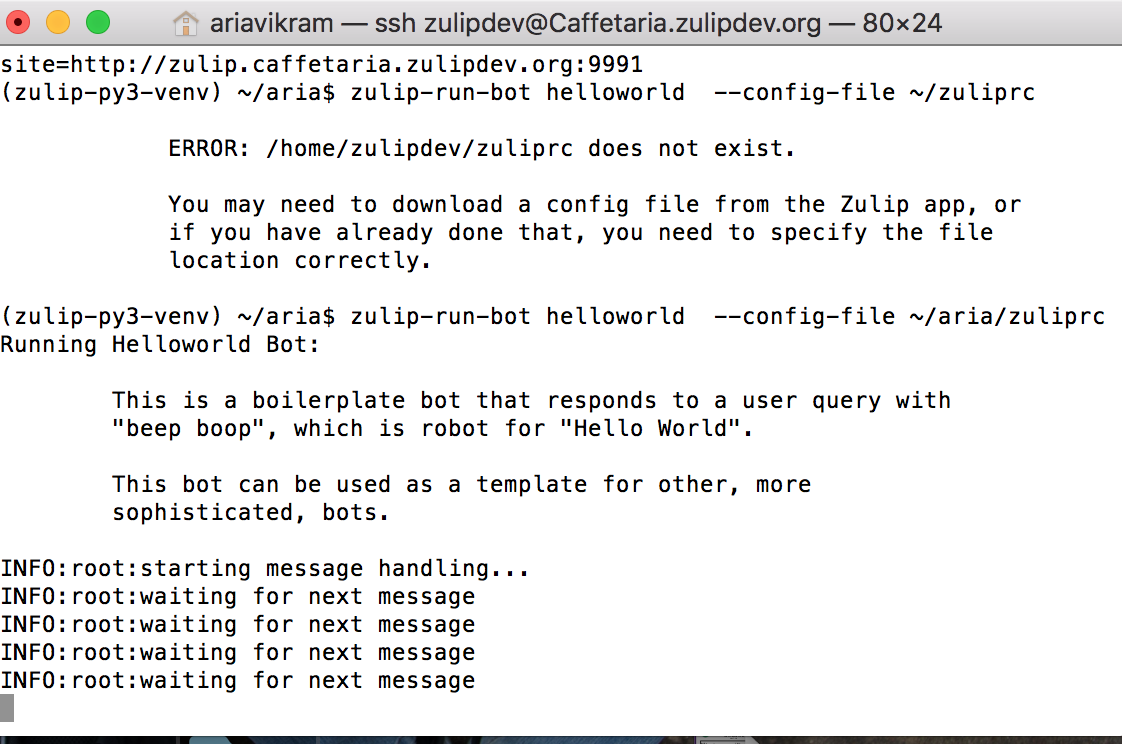 ariavikram — ssh zulipdev@Caffetaria.zulipdev.org — 80×24
site=http://zulip.caffetaria.zulipdev.org:9991
(zulip-py3-venv) ~/aria$ zulip-run-bot helloworld  --config-file ~/zuliprc
ERROR: /home/zulipdev/zuliprc does not exist.
You may need to download a config file from the Zulip app, or
if you have already done that, you need to specify the file
location correctly.
(zulip-py3-venv) ~/aria$ zulip-run-bot helloworld  --config-file ~/aria/zuliprc
Running Helloworld Bot:
This is a boilerplate bot that responds to a user query with
"beep boop", which is robot for "Hello World".
This bot can be used as a template for other, more
sophisticated, bots.
INFO:root:starting message handling...
INFO:root:waiting for next message
INFO:root:waiting for next message
INFO:root:waiting for next message
INFO:root:waiting for next message